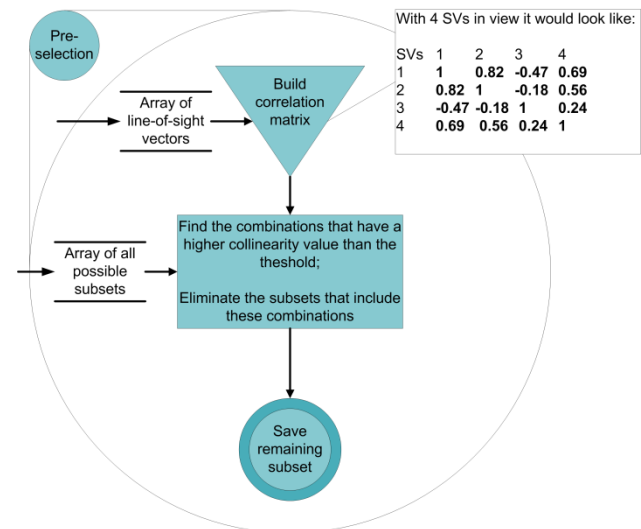 Pre-
selection
With 4 SVs in view it would look like:
SVs 1 2 3 4
1 1 0.82 -0.47 0.69
2 0.82 1 -0.18 0.56
3 -0.47 -0.18 1 0.24
4 0.69 0.56 0.24 1
Build
correlation
matrix
Array of
line-of-sight
vectors
Find the combinations that have a
higher collinearity value than the
theshold;
Eliminate the subsets that include
these combinations
Array of all
possible
subsets
Save
remaining
subset